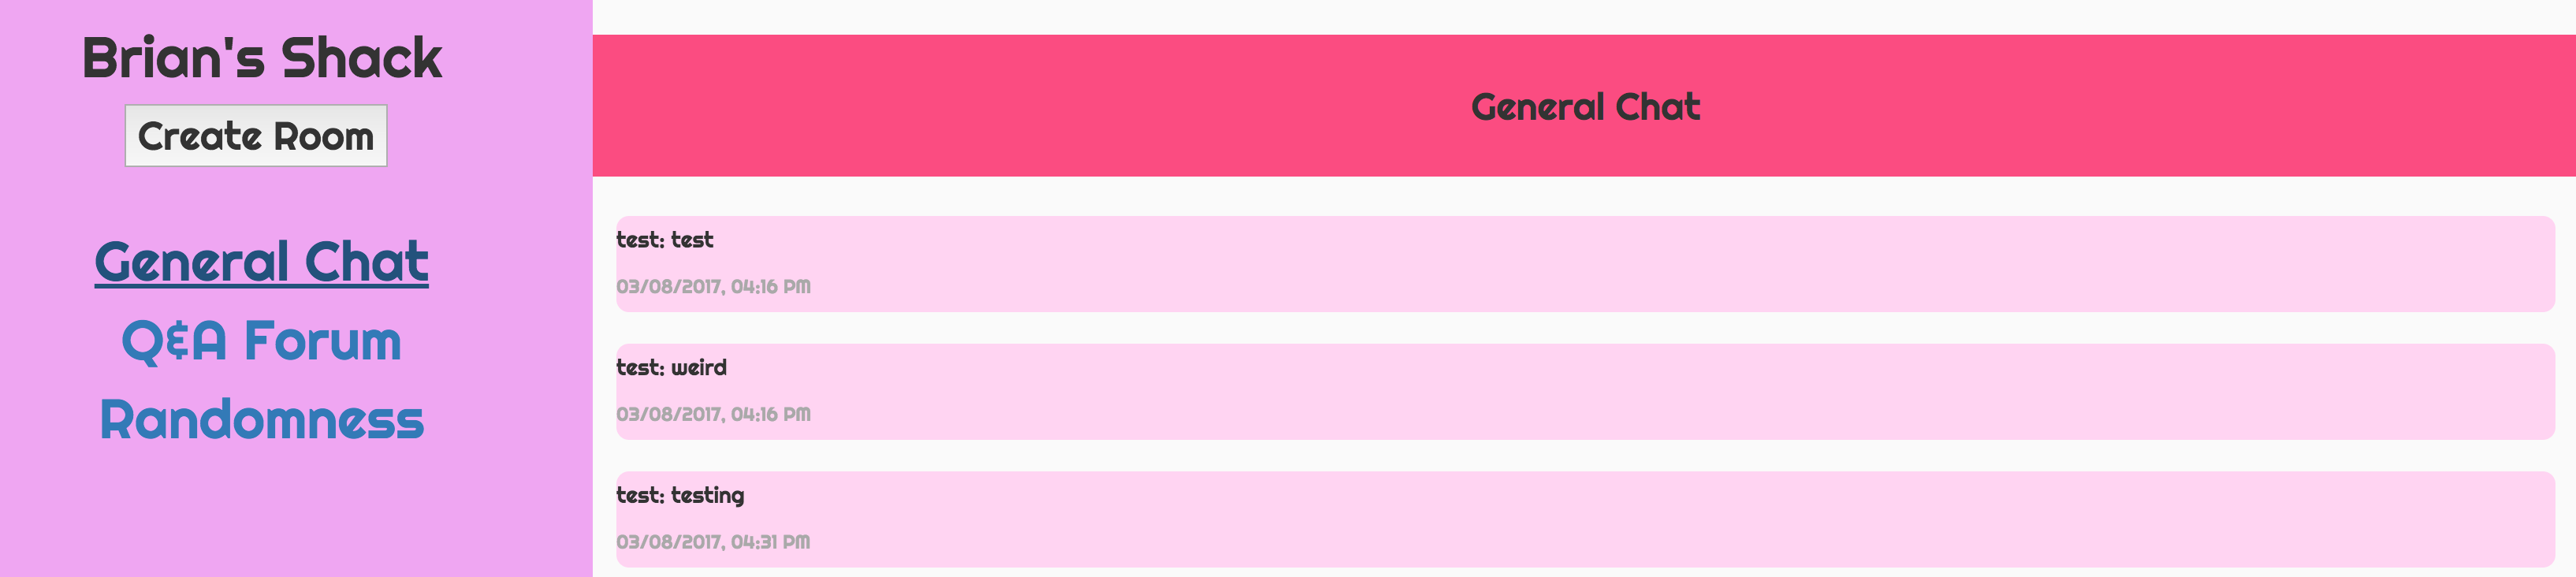 Brian's Shack
Create Room
General Chat
Q&A Forum
Randomness
General Chat
test: test
03/08/2017, 04:16 PM
test: weird
03/08/2017, 04:16 PM
test: testing
03/08/2017, 04:31 PM